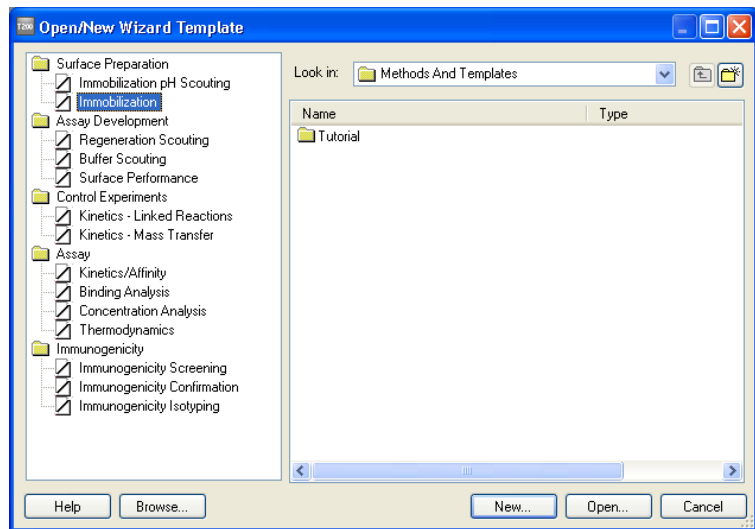 T200 Open/New Wizard Template
Surface Preparation
Immobilization pH Scouting
Immobilization
Assay Development
Regeneration Scouting
Buffer Scouting
Surface Performance
Control Experiments
Kinetics - Linked Reactions
Kinetics - Mass Transfer
Assay
Kinetics/Affinity
Binding Analysis
Concentration Analysis
Thermodynamics
Immunogenicity
Immunogenicity Screening
Immunogenicity Confirmation
Immunogenicity Isotyping
Look in: Methods And Templates
Name Type
Tutorial
Help Browse... New... Open... Cancel